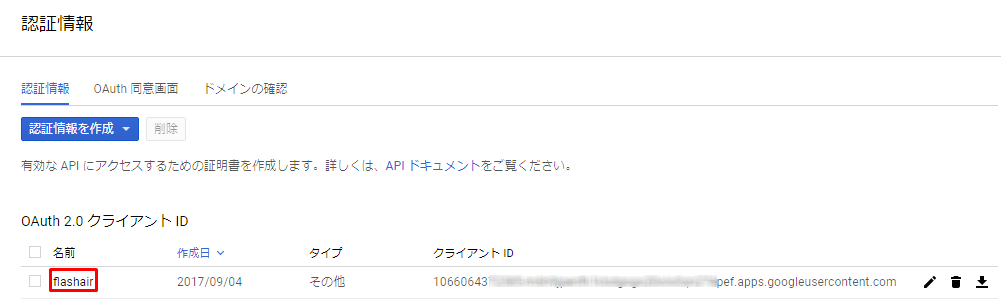 認証情報
認証情報 OAuth 同意画面 ドメインの確認
認証情報を作成 削除
有効な API にアクセスするための証明書を作成します。詳しくは、API ドキュメントをご覧ください。
OAuth 2.0 クライアント ID
名前 作成日 タイプ クライアント ID
flashair 2017/09/04 その他 10660643 pef.apps.googleusercontent.com